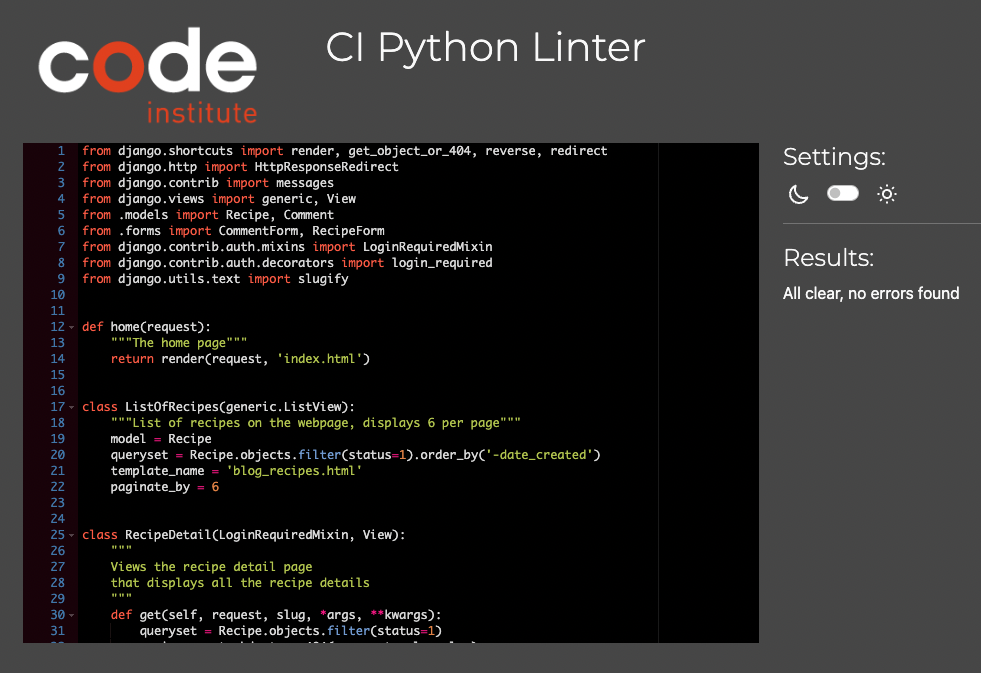 code
institute
CI Python Linter
1 from django.shortcuts import render, get_object_or_404, reverse, redirect
2 from django.http import HttpResponseRedirect
3 from django.contrib import messages
4 from django.views import generic, View
5 from .models import Recipe, Comment
6 from .forms import CommentForm, RecipeForm
7 from django.contrib.auth.mixins import LoginRequiredMixin
8 from django.contrib.auth.decorators import login_required
9 from django.utils.text import slugify
10
11
12 def home(request):
13     """The home page"""
14     return render(request, 'index.html')
15
16
17 class ListOfRecipes(generic.ListView):
18     """List of recipes on the webpage, displays 6 per page"""
19     model = Recipe
20     queryset = Recipe.objects.filter(status=1).order_by('-date_created')
21     template_name = 'blog_recipes.html'
22     paginate_by = 6
23
24
25 class RecipeDetail(LoginRequiredMixin, View):
26     """
27     Views the recipe detail page
28     that displays all the recipe details
29     """
30     def get(self, request, slug, *args, **kwargs):
31         queryset = Recipe.objects.filter(status=1)
Settings:
Results:
All clear, no errors found